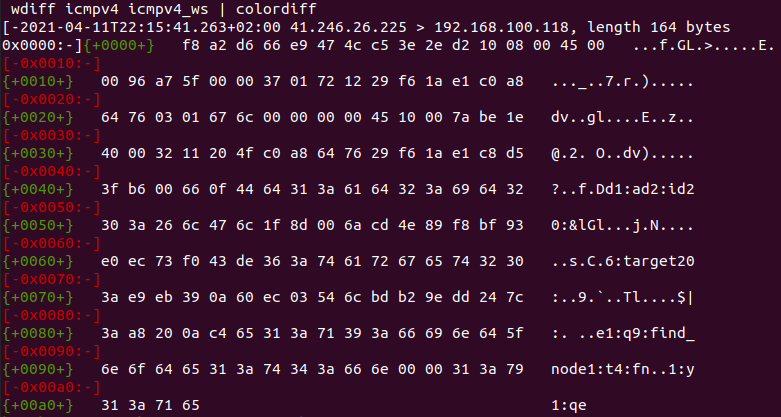 wdiff icmpv4 icmpv4_ws | colordiff
[-2021-04-11T22:15:41.263+02:00 41.246.26.225 > 192.168.100.118, length 164 bytes
0x0000:-]{+0000+} f8 a2 d6 66 e9 47 4c c5 3e 2e d2 10 08 00 45 00 ...f.GL.>.....E.
[-0x0010:-]
{+0010+} 00 96 a7 5f 00 00 37 01 72 12 29 f6 1a e1 c0 a8 ..._..7.r.).....
[-0x0020:-]
{+0020+} 64 76 03 01 67 6c 00 00 00 00 45 10 00 7a be 1e dv..gl....E..z..
[-0x0030:-]
{+0030+} 40 00 32 11 20 4f c0 a8 64 76 29 f6 1a e1 c8 d5 @.2. O..dv).....
[-0x0040:-]
{+0040+} 3f b6 00 66 0f 44 64 31 3a 61 64 32 3a 69 64 32 ?..f.Dd1:ad2:id2
[-0x0050:-]
{+0050+} 30 3a 26 6c 47 6c 1f 8d 00 6a cd 4e 89 f8 bf 93 0:&lGl...j.N....
[-0x0060:-]
{+0060+} e0 ec 73 f0 43 de 36 3a 74 61 72 67 65 74 32 30 ..s.C.6:target20
[-0x0070:-]
{+0070+} 3a e9 eb 39 0a 60 ec 03 54 6c bd b2 9e dd 24 7c :..9.`..Tl....$|
[-0x0080:-]
{+0080+} 3a a8 20 0a c4 65 31 3a 71 39 3a 66 69 6e 64 5f :. ..e1:q9:find_
[-0x0090:-]
{+0090+} 6e 6f 64 65 31 3a 74 34 3a 66 6e 00 00 31 3a 79 node1:t4:fn..1:y
[-0x00a0:-]
{+00a0+} 31 3a 71 65 1:qe